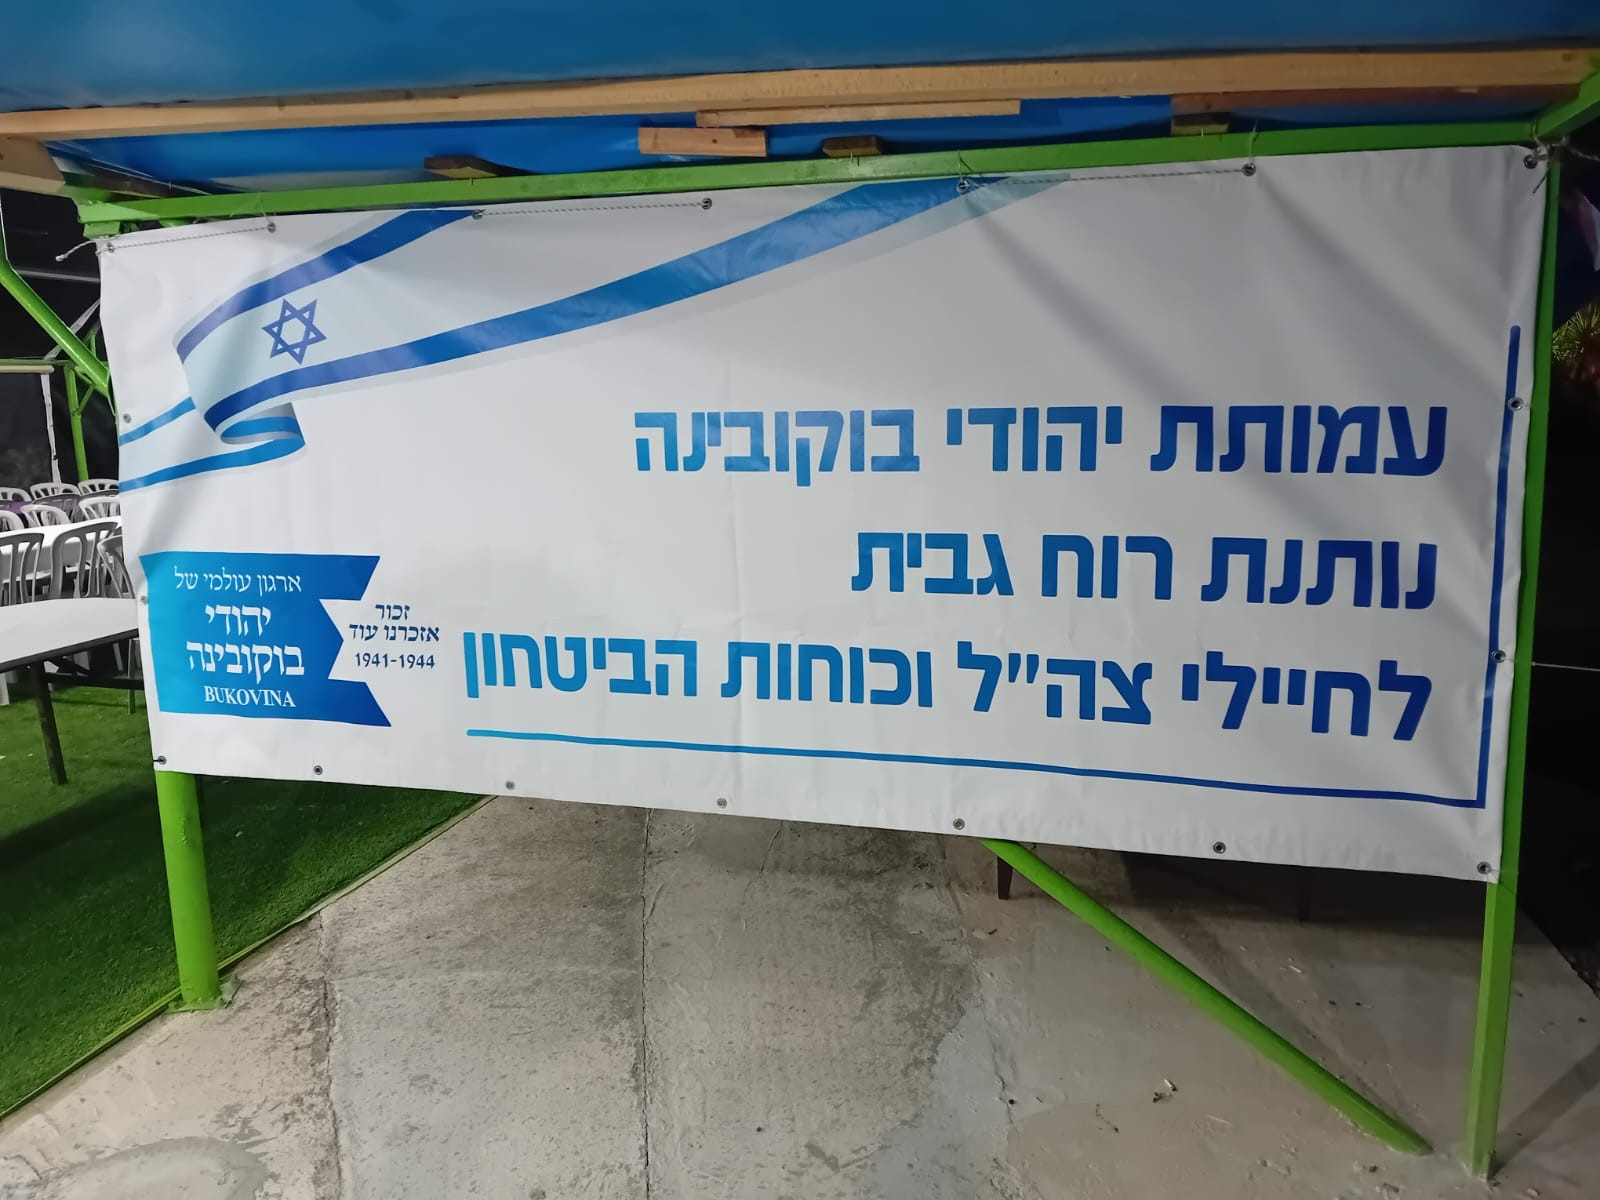 עמותת יהודי בוקובינה
נותנת רוח גבית
לחיילי צה"ל וכוחות הביטחון
ארגון עולמי של
יהודי
בוקובינה
BUKOVINA
זכור
אזכרנו עוד
1941-1944